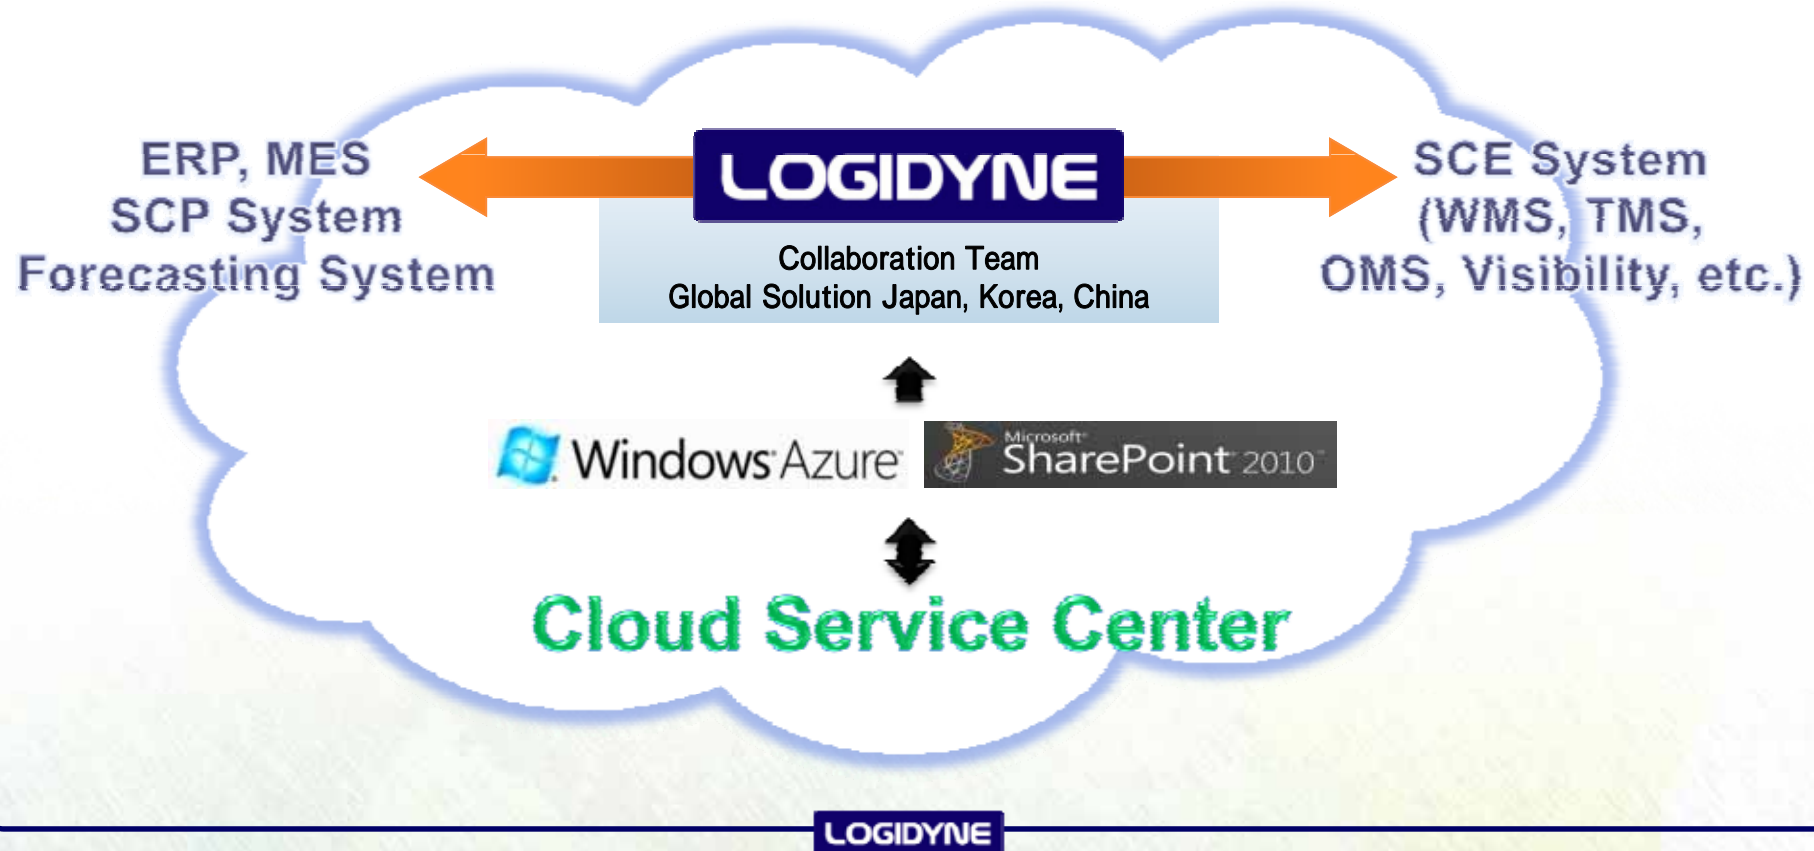 LOGIDYNE
ERP, MES
SCP System
Forecasting System
SCE System
(WMS, TMS,
OMS, Visibility, etc.)
Collaboration Team
Global Solution Japan, Korea, China
Windows Azure
Microsoft
SharePoint 2010
Cloud Service Center
LOGIDYNE